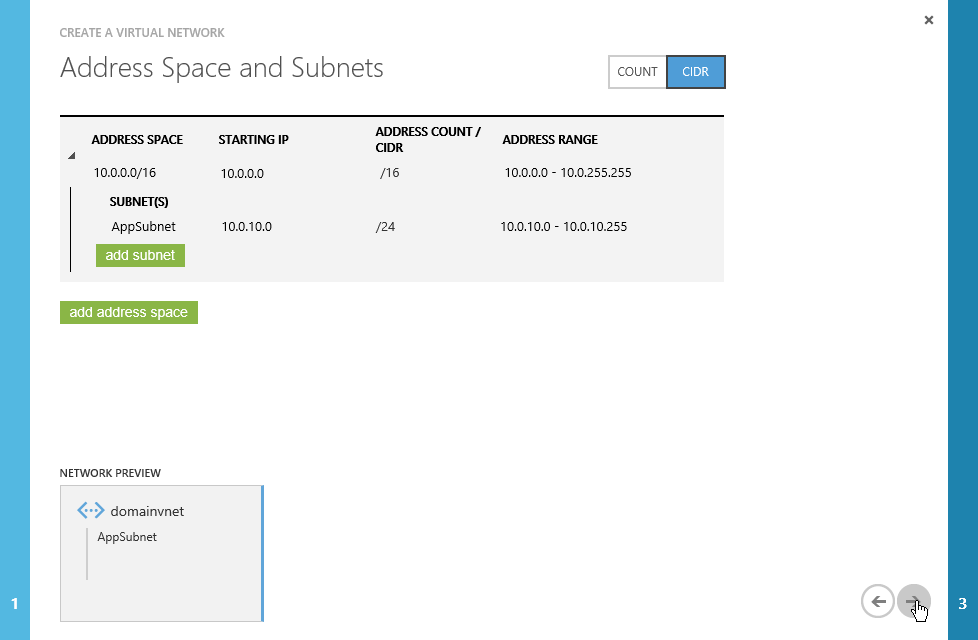 CREATE A VIRTUAL NETWORK
Address Space and Subnets
COUNT CIDR
ADDRESS SPACE STARTING IP ADDRESS COUNT / CIDR ADDRESS RANGE
10.0.0.0/16 10.0.0.0 /16 10.0.0.0 - 10.0.255.255
SUBNET(S)
AppSubnet 10.0.10.0 /24 10.0.10.0 - 10.0.10.255
add subnet
add address space
NETWORK PREVIEW
domainvnet
AppSubnet
1
3